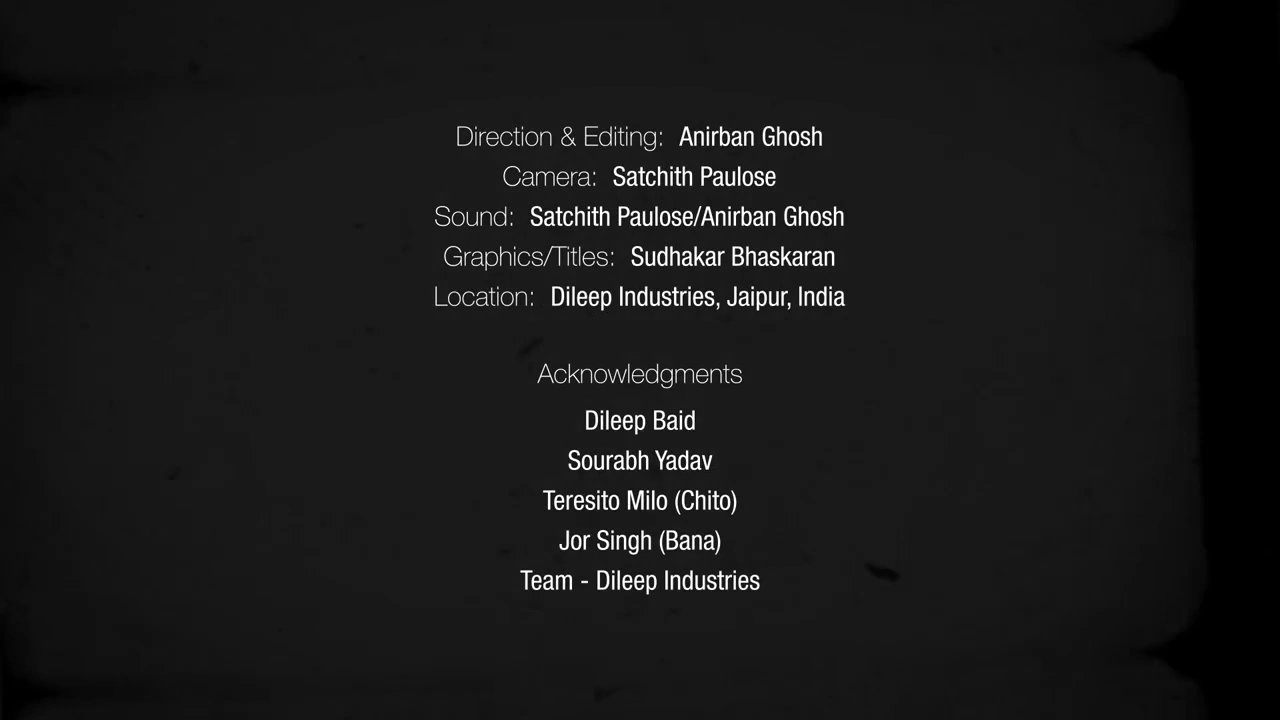 Direction & Editing: Anirban Ghosh
Camera: Satchith Paulose
Sound: Satchith Paulose/Anirban Ghosh
Graphics/Titles: Sudhakar Bhaskaran
Location: Dileep Industries, Jaipur, India
Acknowledgments
Dileep Baid
Sourabh Yadav
Teresito Milo (Chito)
Jor Singh (Bana)
Team - Dileep Industries